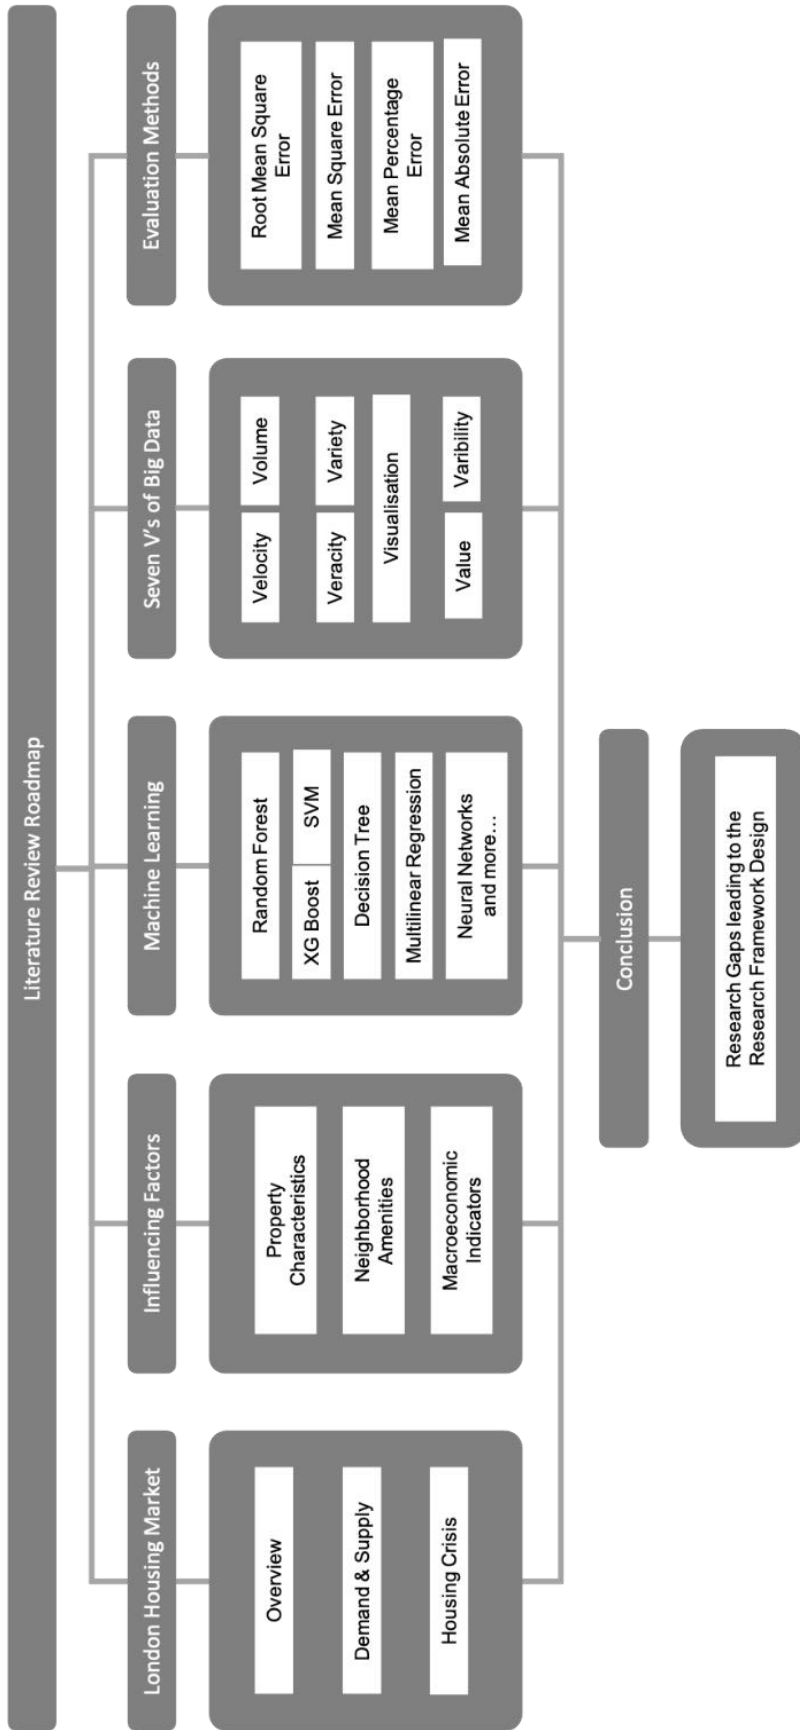 Literature Review Roadmap
London Housing Market
Overview
Demand & Supply
Housing Crisis
Influencing Factors
Property
Characteristics
Neighborhood
Amenities
Macroeconomic
Indicators
Machine Learning
Random Forest
XG Boost
SVM
Decision Tree
Multilinear Regression
Neural Networks
and more...
Seven V's of Big Data
Velocity
Volume
Veracity
Variety
Visualisation
Value
Varibility
Evaluation Methods
Root Mean Square
Error
Mean Square Error
Mean Percentage
Error
Mean Absolute Error
Conclusion
Research Gaps leading to the
Research Framework Design